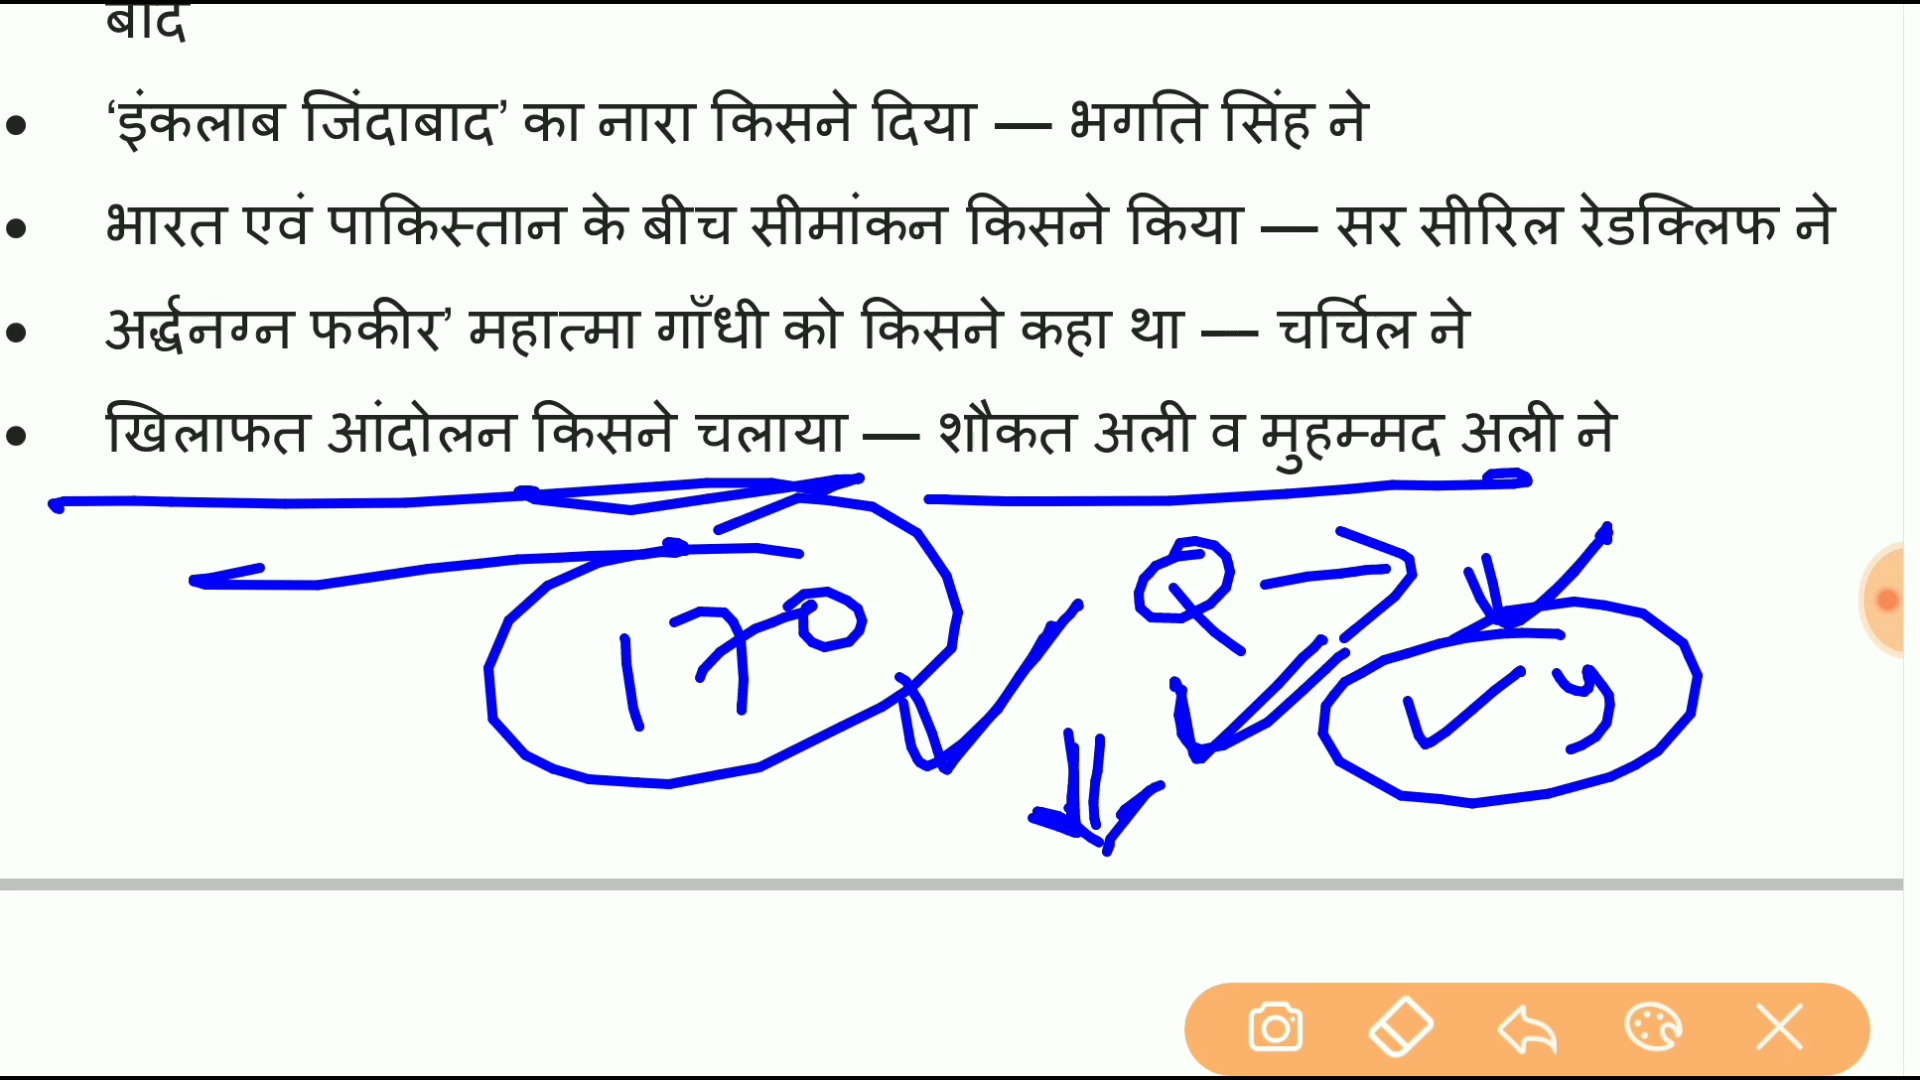 बाद
• ‘इंकलाब जिंदाबाद’ का नारा किसने दिया — भगति सिंह ने
• भारत एवं पाकिस्तान के बीच सीमांकन किसने किया — सर सीरिल रेडक्लिफ ने
• अर्द्धनग्न फकीर’ महात्मा गाँधी को किसने कहा था — चर्चिल ने
• खिलाफत आंदोलन किसने चलाया — शौकत अली व मुहम्मद अली ने
170
Q